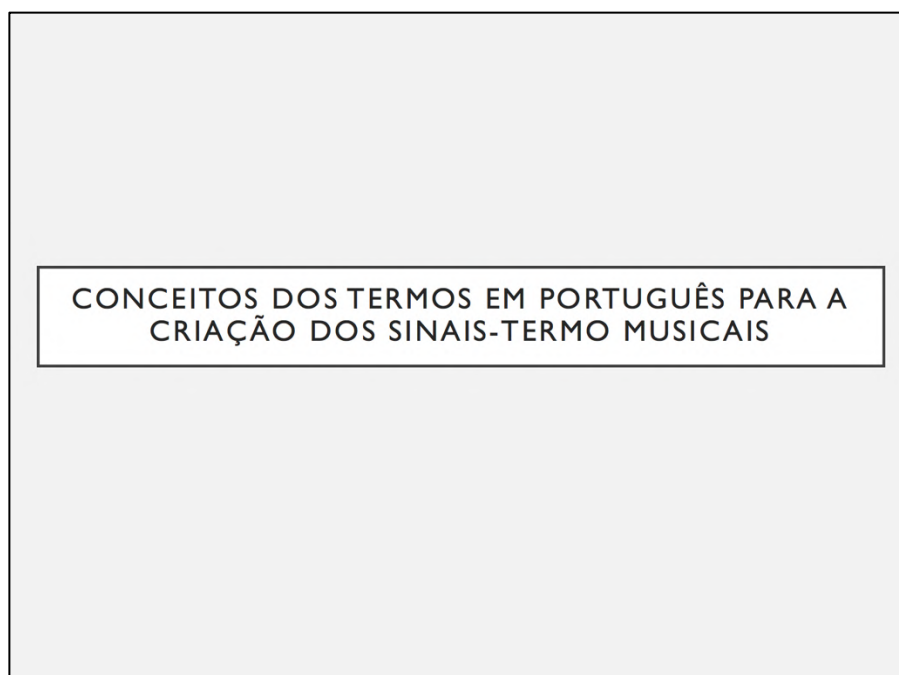 CONCEITOS DOS TERMOS EM PORTUGUÊS PARA A
CRIAÇÃO DOS SINAIS-TERMO MUSICAIS